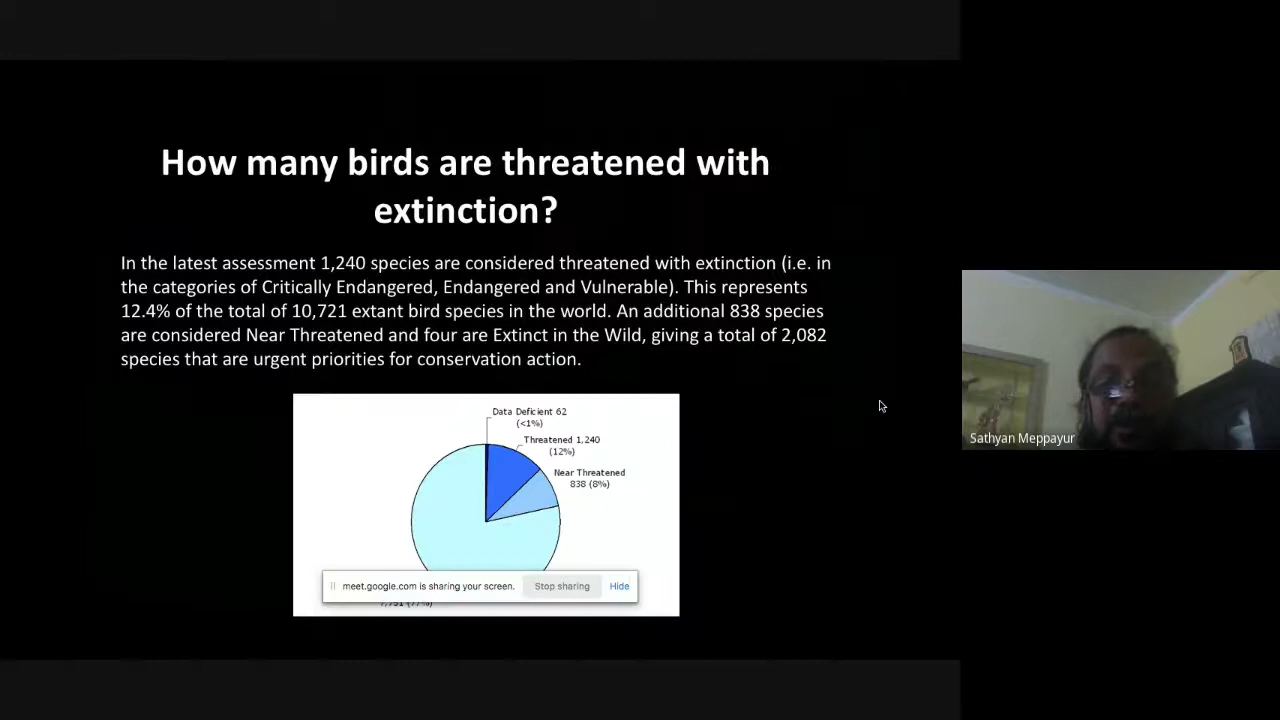 How many birds are threatened with
extinction?
In the latest assessment 1,240 species are considered threatened with extinction (i.e. in
the categories of Critically Endangered, Endangered and Vulnerable). This represents
12.4% of the total of 10,721 extant bird species in the world. An additional 838 species
are considered Near Threatened and four are Extinct in the Wild, giving a total of 2,082
species that are urgent priorities for conservation action.
Data Deficient 62
(<1%)
Threatened 1,240
(12%)
Near Threatened
838 (8%)
meet.google.com is sharing your screen. Stop sharing Hide
Sathyan Meppayur